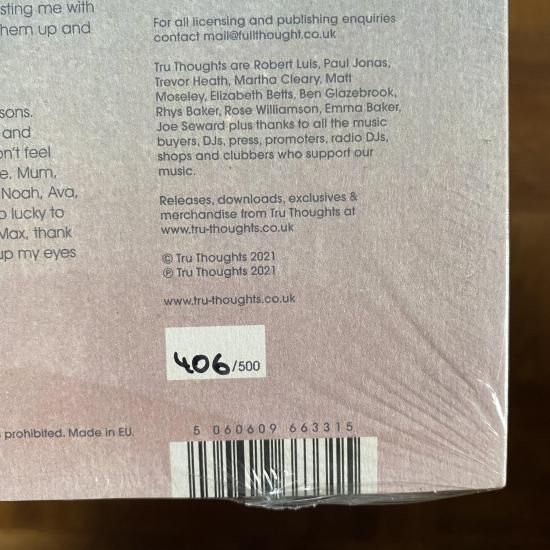 sting me with
hem up and
sons.
and
on't feel
e. Mum,
Noah, Ava,
o lucky to
Max, thank
up my eyes
For all licensing and publishing enquiries
contact mail@fullthought.co.uk
Tru Thoughts are Robert Luis, Paul Jonas,
Trevor Heath, Martha Cleary, Matt
Moseley, Elizabeth Betts, Ben Glazebrook,
Rhys Baker, Rose Williamson, Emma Baker,
Joe Seward plus thanks to all the music
buyers, DJs, press, promoters, radio DJs,
shops and clubbers who support our
music.
Releases, downloads, exclusives &
merchandise from Tru Thoughts at
www.tru-thoughts.co.uk
© Tru Thoughts 2021
℗ Tru Thoughts 2021
www.tru-thoughts.co.uk
406/500
prohibited. Made in EU.
5 060609 663315